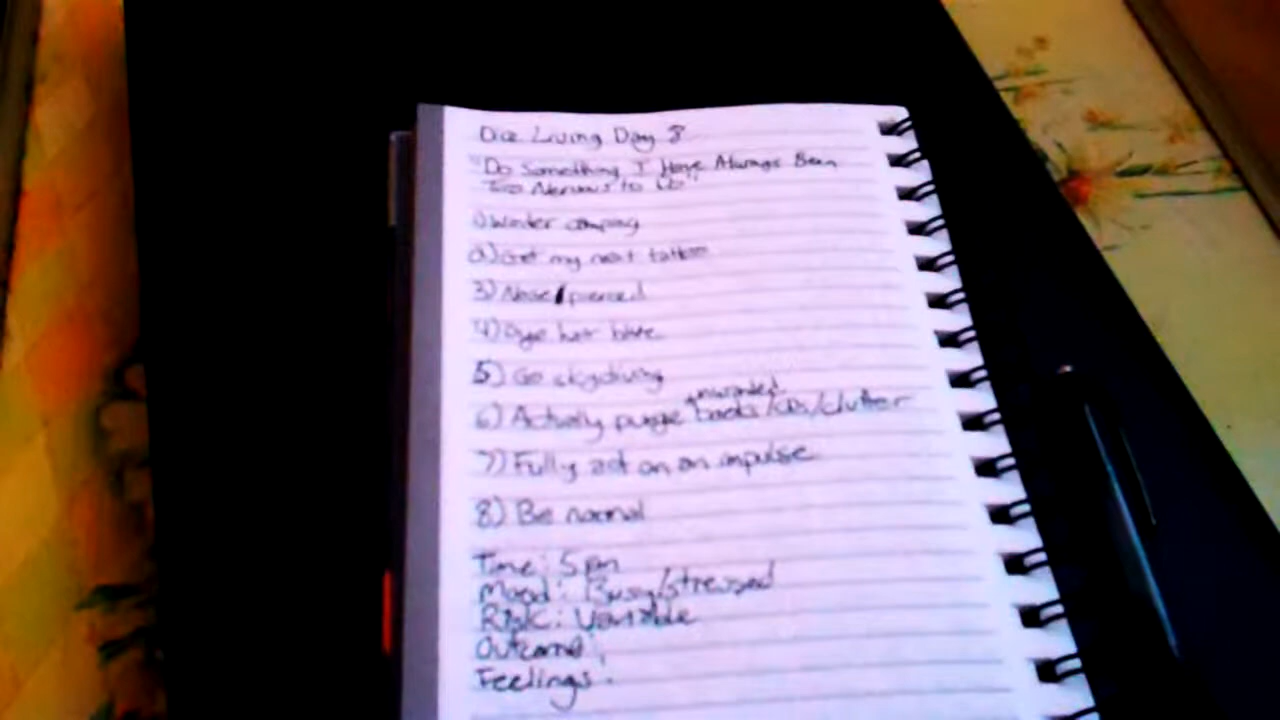 Dice Living Day 8
"Do Something I Have Always Been
Too Nervous to Do"
1) Winter camping
2) Get my next tattoo
3) Nose pierced
4) Dye hair blue
5) Go skydiving
unwanted
6) Actually purge books/CDs/clutter
7) Fully act on an impulse
8) Be normal
Time: 5pm
Mood: Busy/stressed
Risk: Variable
Outcome:
Feelings: